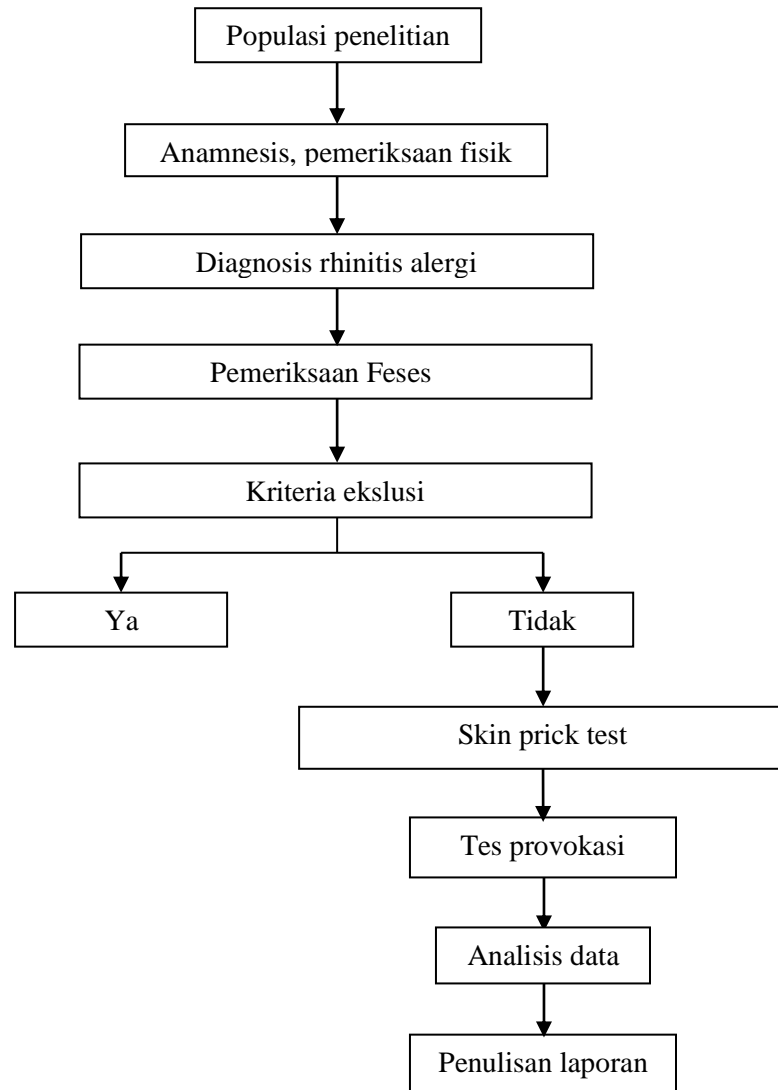 Populasi penelitian
Anamnesis, pemeriksaan fisik
Diagnosis rhinitis alergi
Pemeriksaan Feses
Kriteria ekslusi
Ya
Tidak
Skin prick test
Tes provokasi
Analisis data
Penulisan laporan